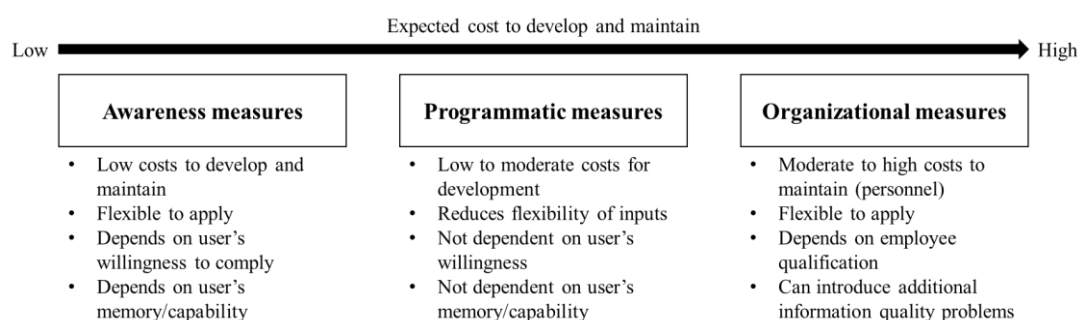 Expected cost to develop and maintain
Low
High
Awareness measures
• Low costs to develop and
maintain
• Flexible to apply
• Depends on user's
willingness to comply
• Depends on user's
memory/capability
Programmatic measures
• Low to moderate costs for
development
• Reduces flexibility of inputs
• Not dependent on user's
willingness
• Not dependent on user's
memory/capability
Organizational measures
• Moderate to high costs to
maintain (personnel)
• Flexible to apply
• Depends on employee
qualification
• Can introduce additional
information quality problems